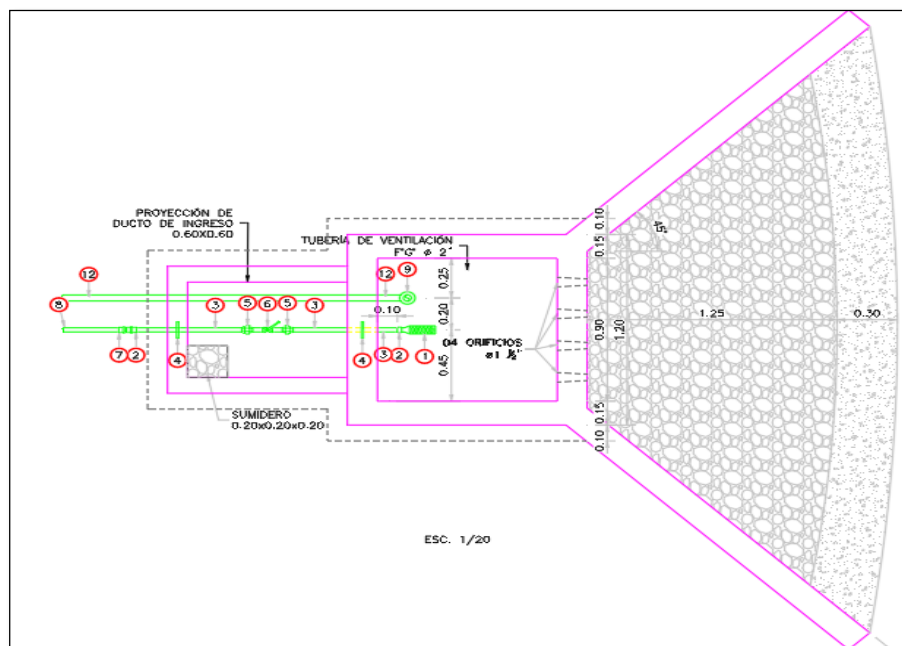 PROYECCIÓN DE
DUCTO DE INGRESO
0.60X0.60
TUBERÍA DE VENTILACIÓN
F°G° ø 2"
12
12
9
8
3
5
6
5
3
0.10
7
2
4
4
3
2
1
0.25
0.20
0.45
04 ORIFICIOS
ø1 ½"
SUMIDERO
0.20x0.20x0.20
0.10
0.15
0.90
1.20
0.15
0.10
1.25
0.30
ESC. 1/20